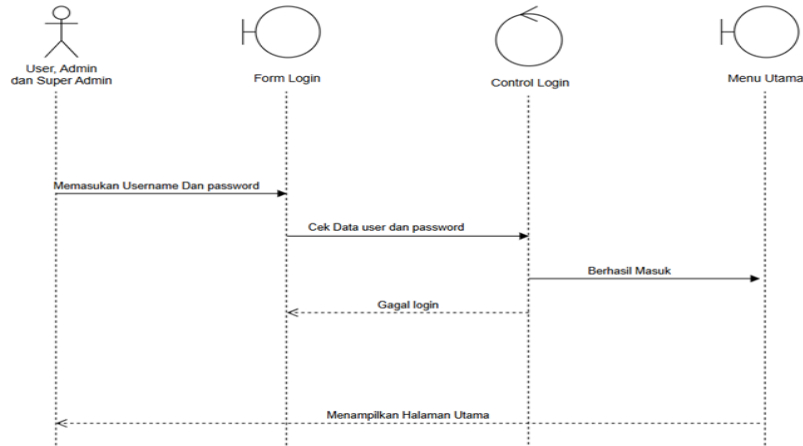 User, Admin
dan Super Admin
Form Login
Control Login
Menu Utama
Memasukan Username Dan password
Cek Data user dan password
Berhasil Masuk
Gagal login
Menampilkan Halaman Utama